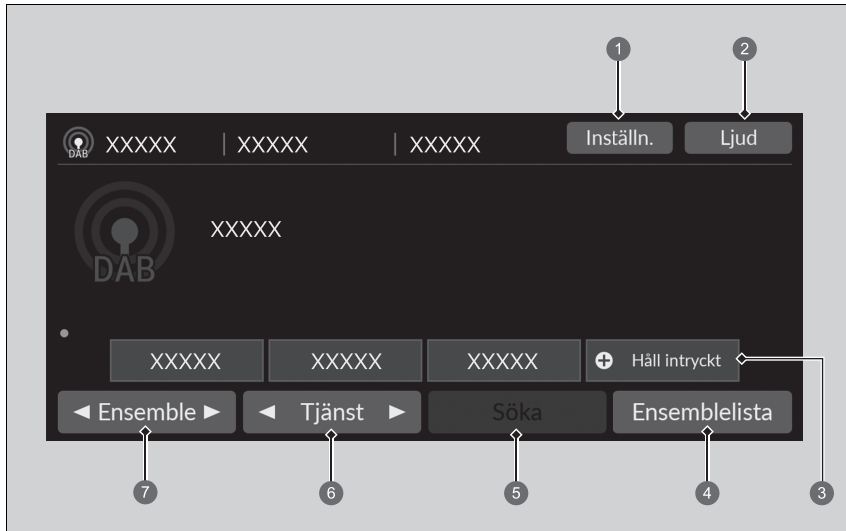 1 2
DAB XXXXX | XXXXX | XXXXX Inställn. Ljud
DAB XXXXX
XXXXX XXXXX XXXXX Håll intryckt
Ensemble Tjänst Söka Ensemblelista
7 6 5 4 3